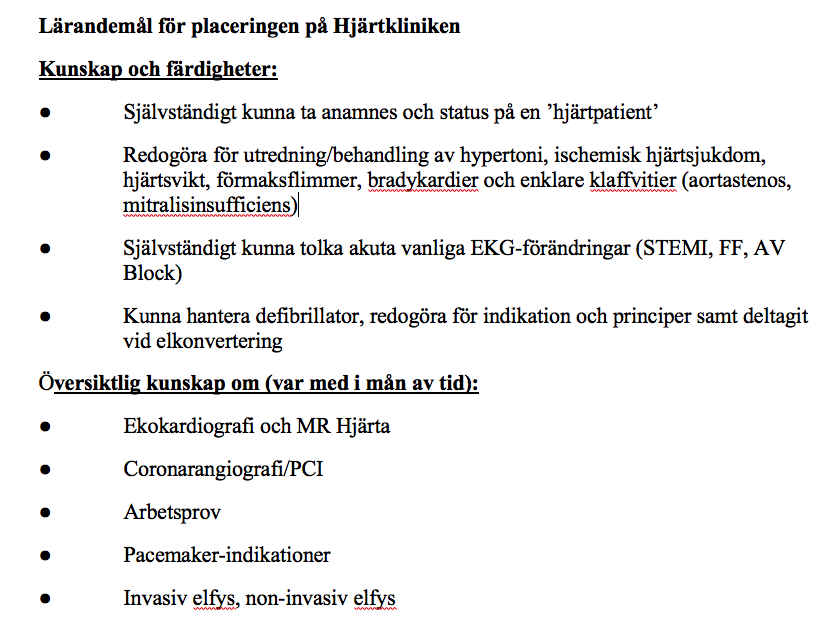 Lärandemål för placeringen på Hjärtkliniken
Kunskap och färdigheter:
● Självständigt kunna ta anamnes och status på en ’hjärtpatient’
● Redogöra för utredning/behandling av hypertoni, ischemisk hjärtsjukdom,
hjärtsvikt, förmaksflimmer, bradykardier och enklare klaffvitier (aortastenos,
mitralisinsufficiens)
● Självständigt kunna tolka akuta vanliga EKG-förändringar (STEMI, FF, AV
Block)
● Kunna hantera defibrillator, redogöra för indikation och principer samt deltagit
vid elkonvertering
Översiktlig kunskap om (var med i mån av tid):
● Ekokardiografi och MR Hjärta
● Coronarangiografi/PCI
● Arbetsprov
● Pacemaker-indikationer
● Invasiv elfys, non-invasiv elfys